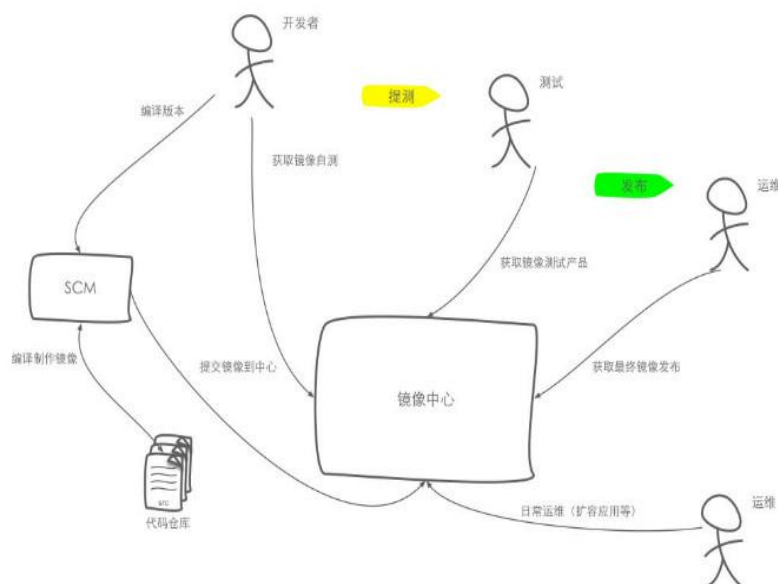 开发者
提测
测试
编译版本
获取镜像自测
发布
运维
获取镜像测试产品
SCM
编译制作镜像
提交镜像到中心
获取最终镜像发布
镜像中心
src
代码仓库
日常运维（扩容应用等）
运维